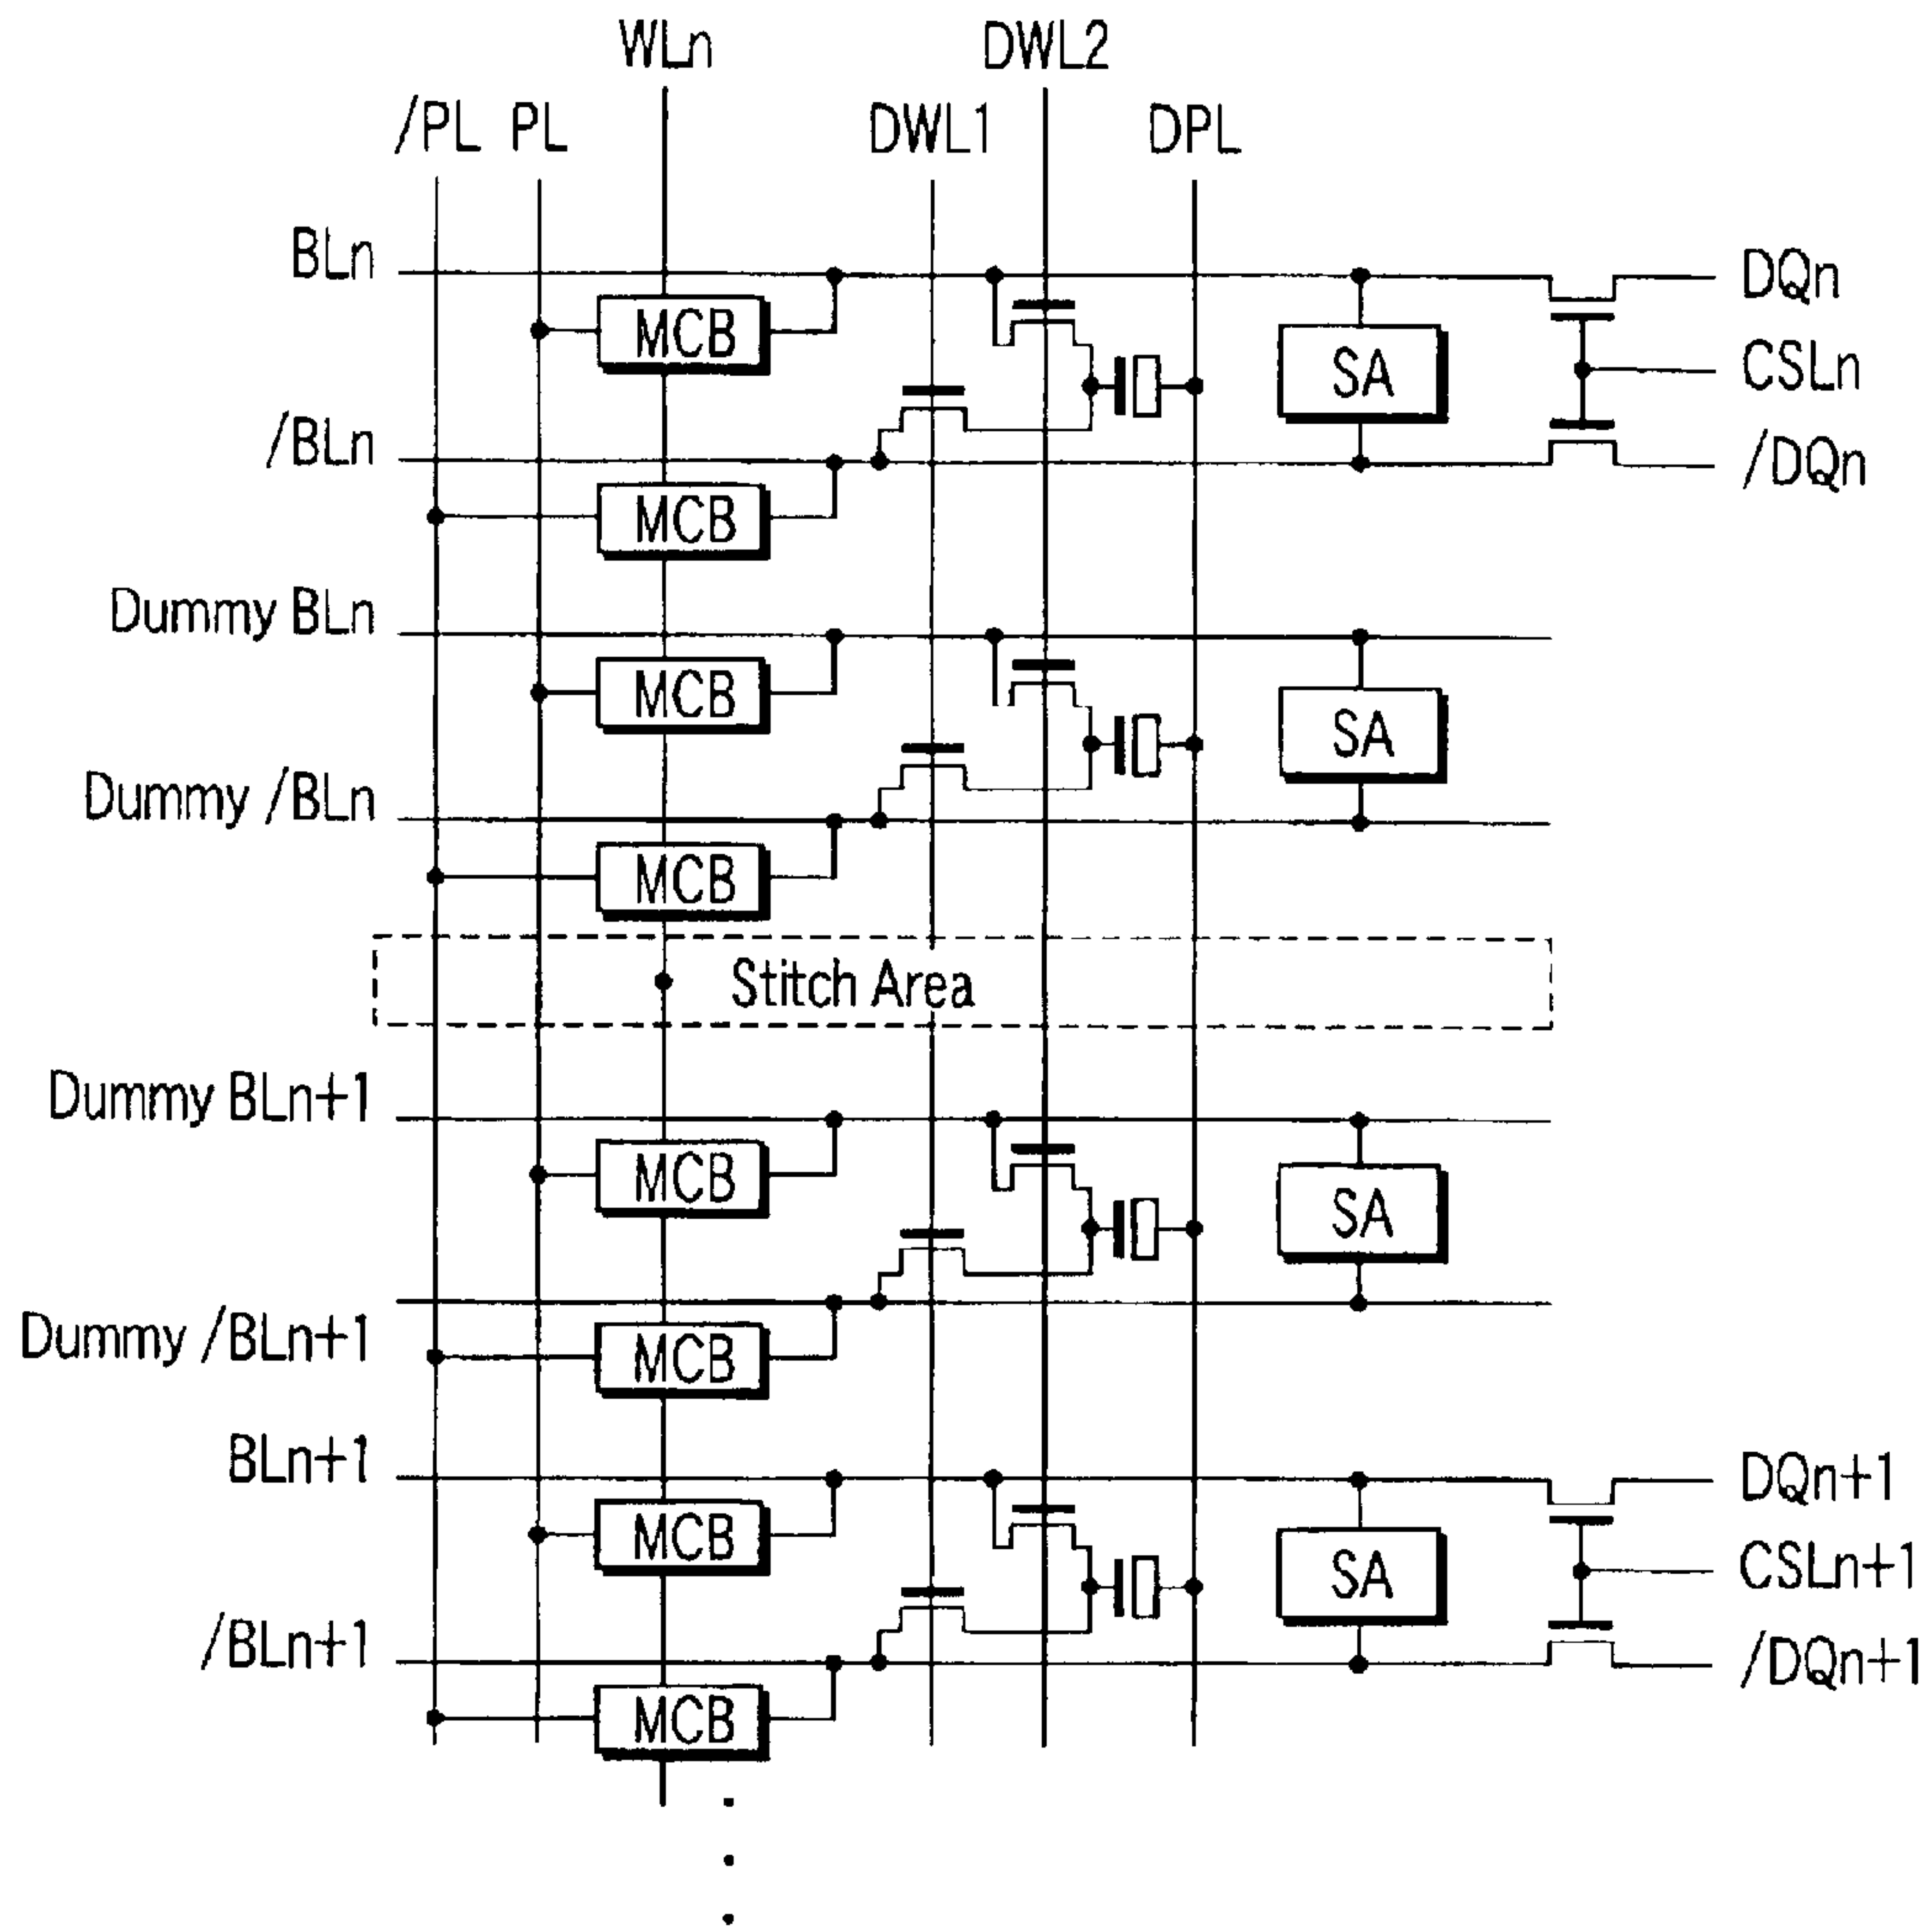 WLn DWL2
/PL PL DWL1 DPL
BLn DQn
MCB
SA CSLn
/BLn /DQn
MCB
Dummy BLn
MCB
SA
Dummy /BLn
MCB
Stitch Area
Dummy BLn+1
MCB
SA
Dummy /BLn+1
MCB
BLn+1 DQn+1
MCB
SA CSLn+1
/BLn+1 /DQn+1
MCB